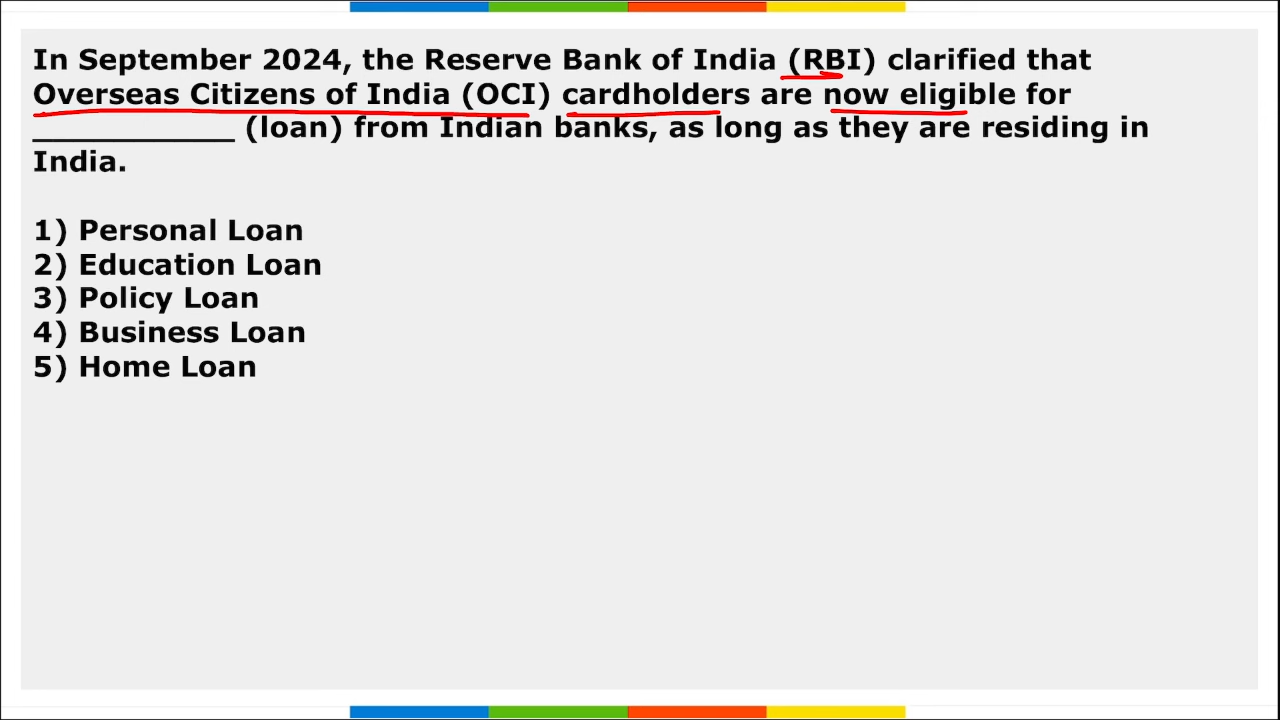 In September 2024, the Reserve Bank of India (RBI) clarified that
Overseas Citizens of India (OCI) cardholders are now eligible for
____________ (loan) from Indian banks, as long as they are residing in
India.
1) Personal Loan
2) Education Loan
3) Policy Loan
4) Business Loan
5) Home Loan